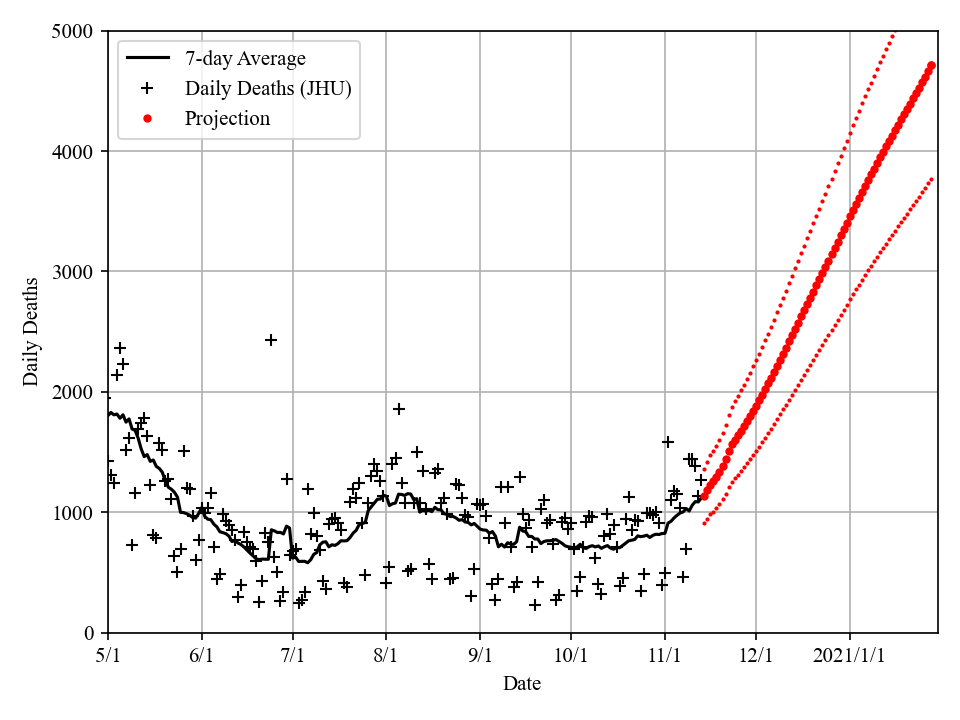 5000
4000
3000
2000
1000
0
Daily Deaths
7-day Average
Daily Deaths (JHU)
Projection
5/1 6/1 7/1 8/1 9/1 10/1 11/1 12/1 2021/1/1
Date